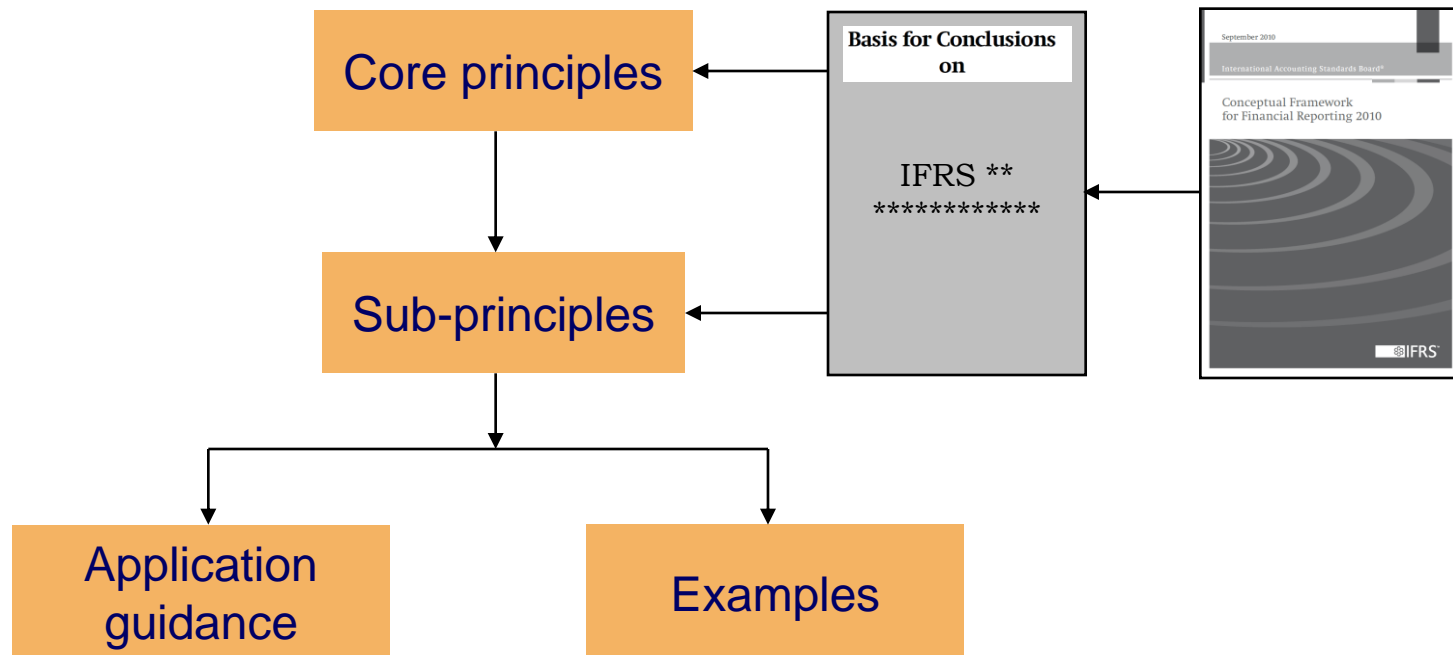 Core principles
Basis for Conclusions
on
IFRS **
************
September 2010
International Accounting Standards Board®
Conceptual Framework
for Financial Reporting 2010
IFRS
Sub-principles
Application
guidance
Examples